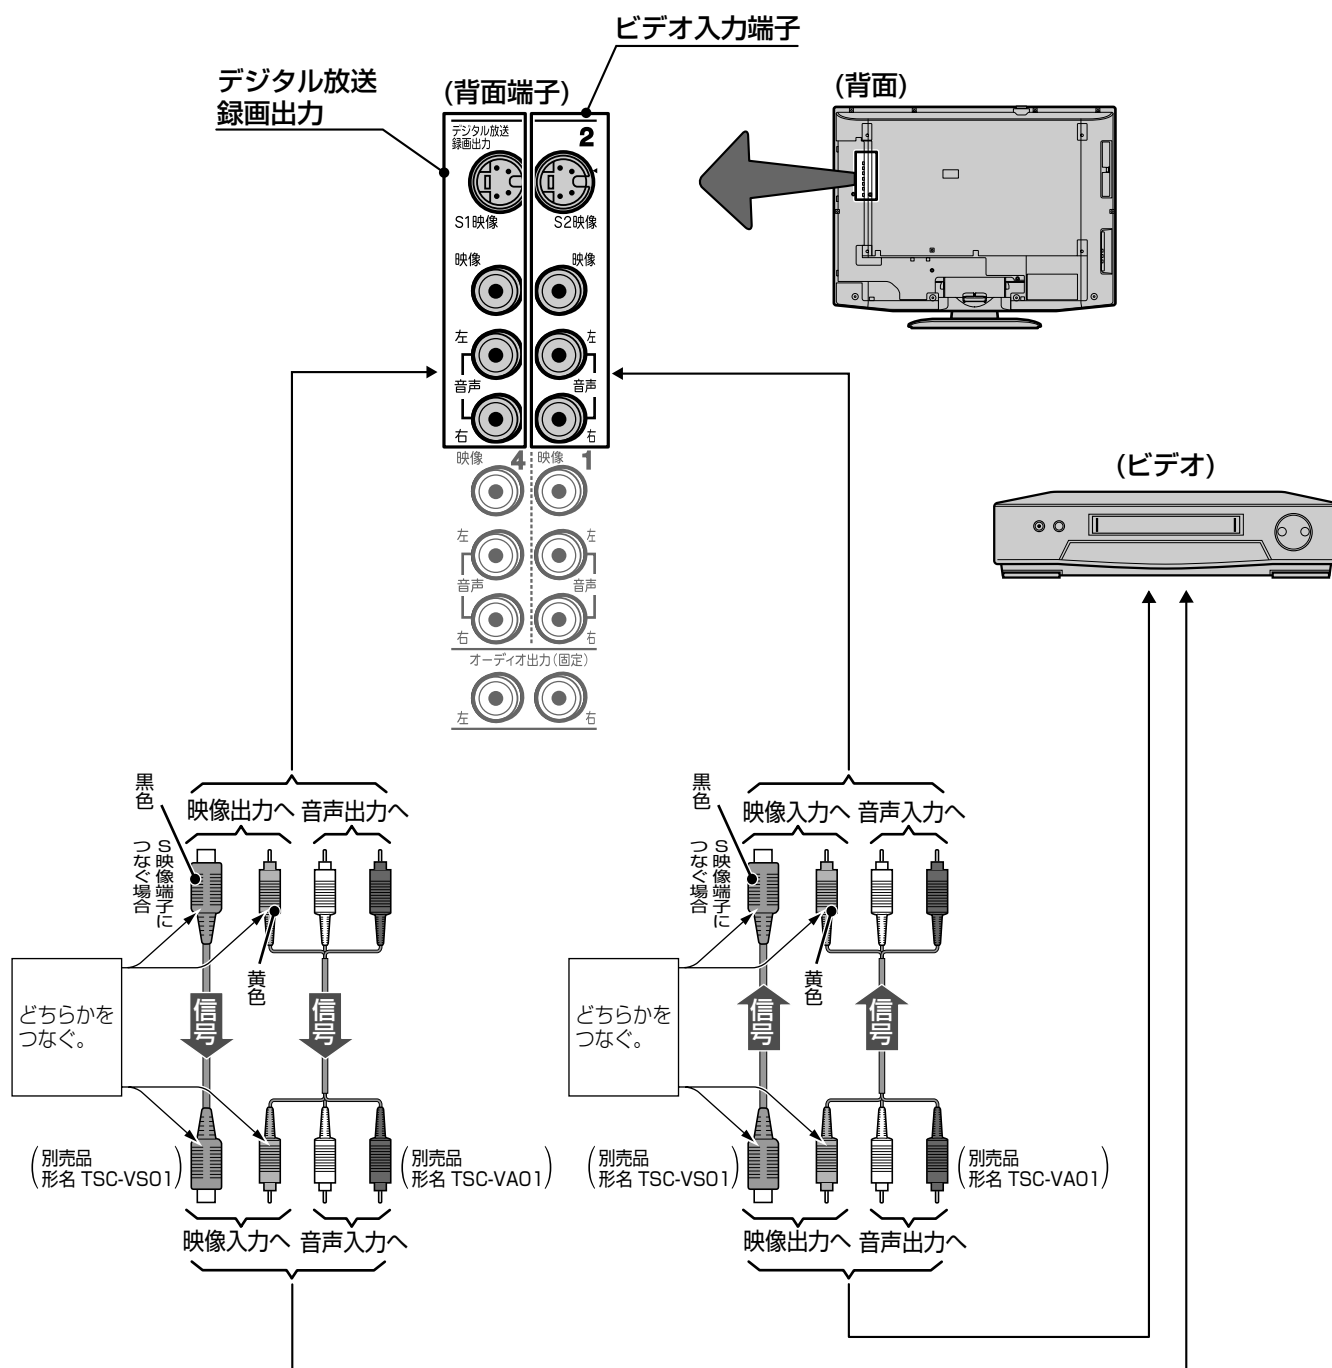 ビデオ入力端子
デジタル放送
録画出力
(背面端子)
(背面)
デジタル放送
録画出力
2
S1映像
S2映像
映像
映像
左
左
音声
音声
右
右
映像
4
映像
1
左
左
音声
音声
右
右
オーディオ出力(固定)
左
右
(ビデオ)
黒色
映像出力へ 音声出力へ
S映像端子に
つなぐ場合
黄色
どちらかを
つなぐ。
信号
信号
(別売品
形名 TSC-VS01)
(別売品
形名 TSC-VA01)
映像入力へ 音声入力へ
黒色
映像入力へ 音声入力へ
S映像端子に
つなぐ場合
黄色
どちらかを
つなぐ。
信号
信号
(別売品
形名 TSC-VS01)
(別売品
形名 TSC-VA01)
映像出力へ 音声出力へ